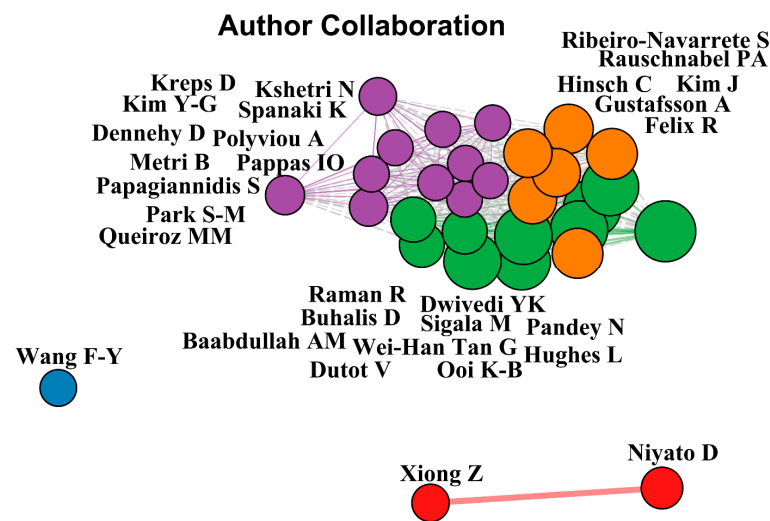 Author Collaboration
Ribeiro-Navarrete S
Rauschnabel PA
Hinsch C Kim J
Gustafsson A
Felix R
Kreps D Kshetri N
Kim Y-G Spanaki K
Dennehy D Polyviou A
Metri B Pappas IO
Papagiannidis S
Park S-M
Queiroz MM
Raman R Dwivedi YK
Buhalis D Sigala M Pandey N
Baabdullah AM Wei-Han Tan G Hughes L
Dutot V Ooi K-B
Wang F-Y
Xiong Z Niyato D